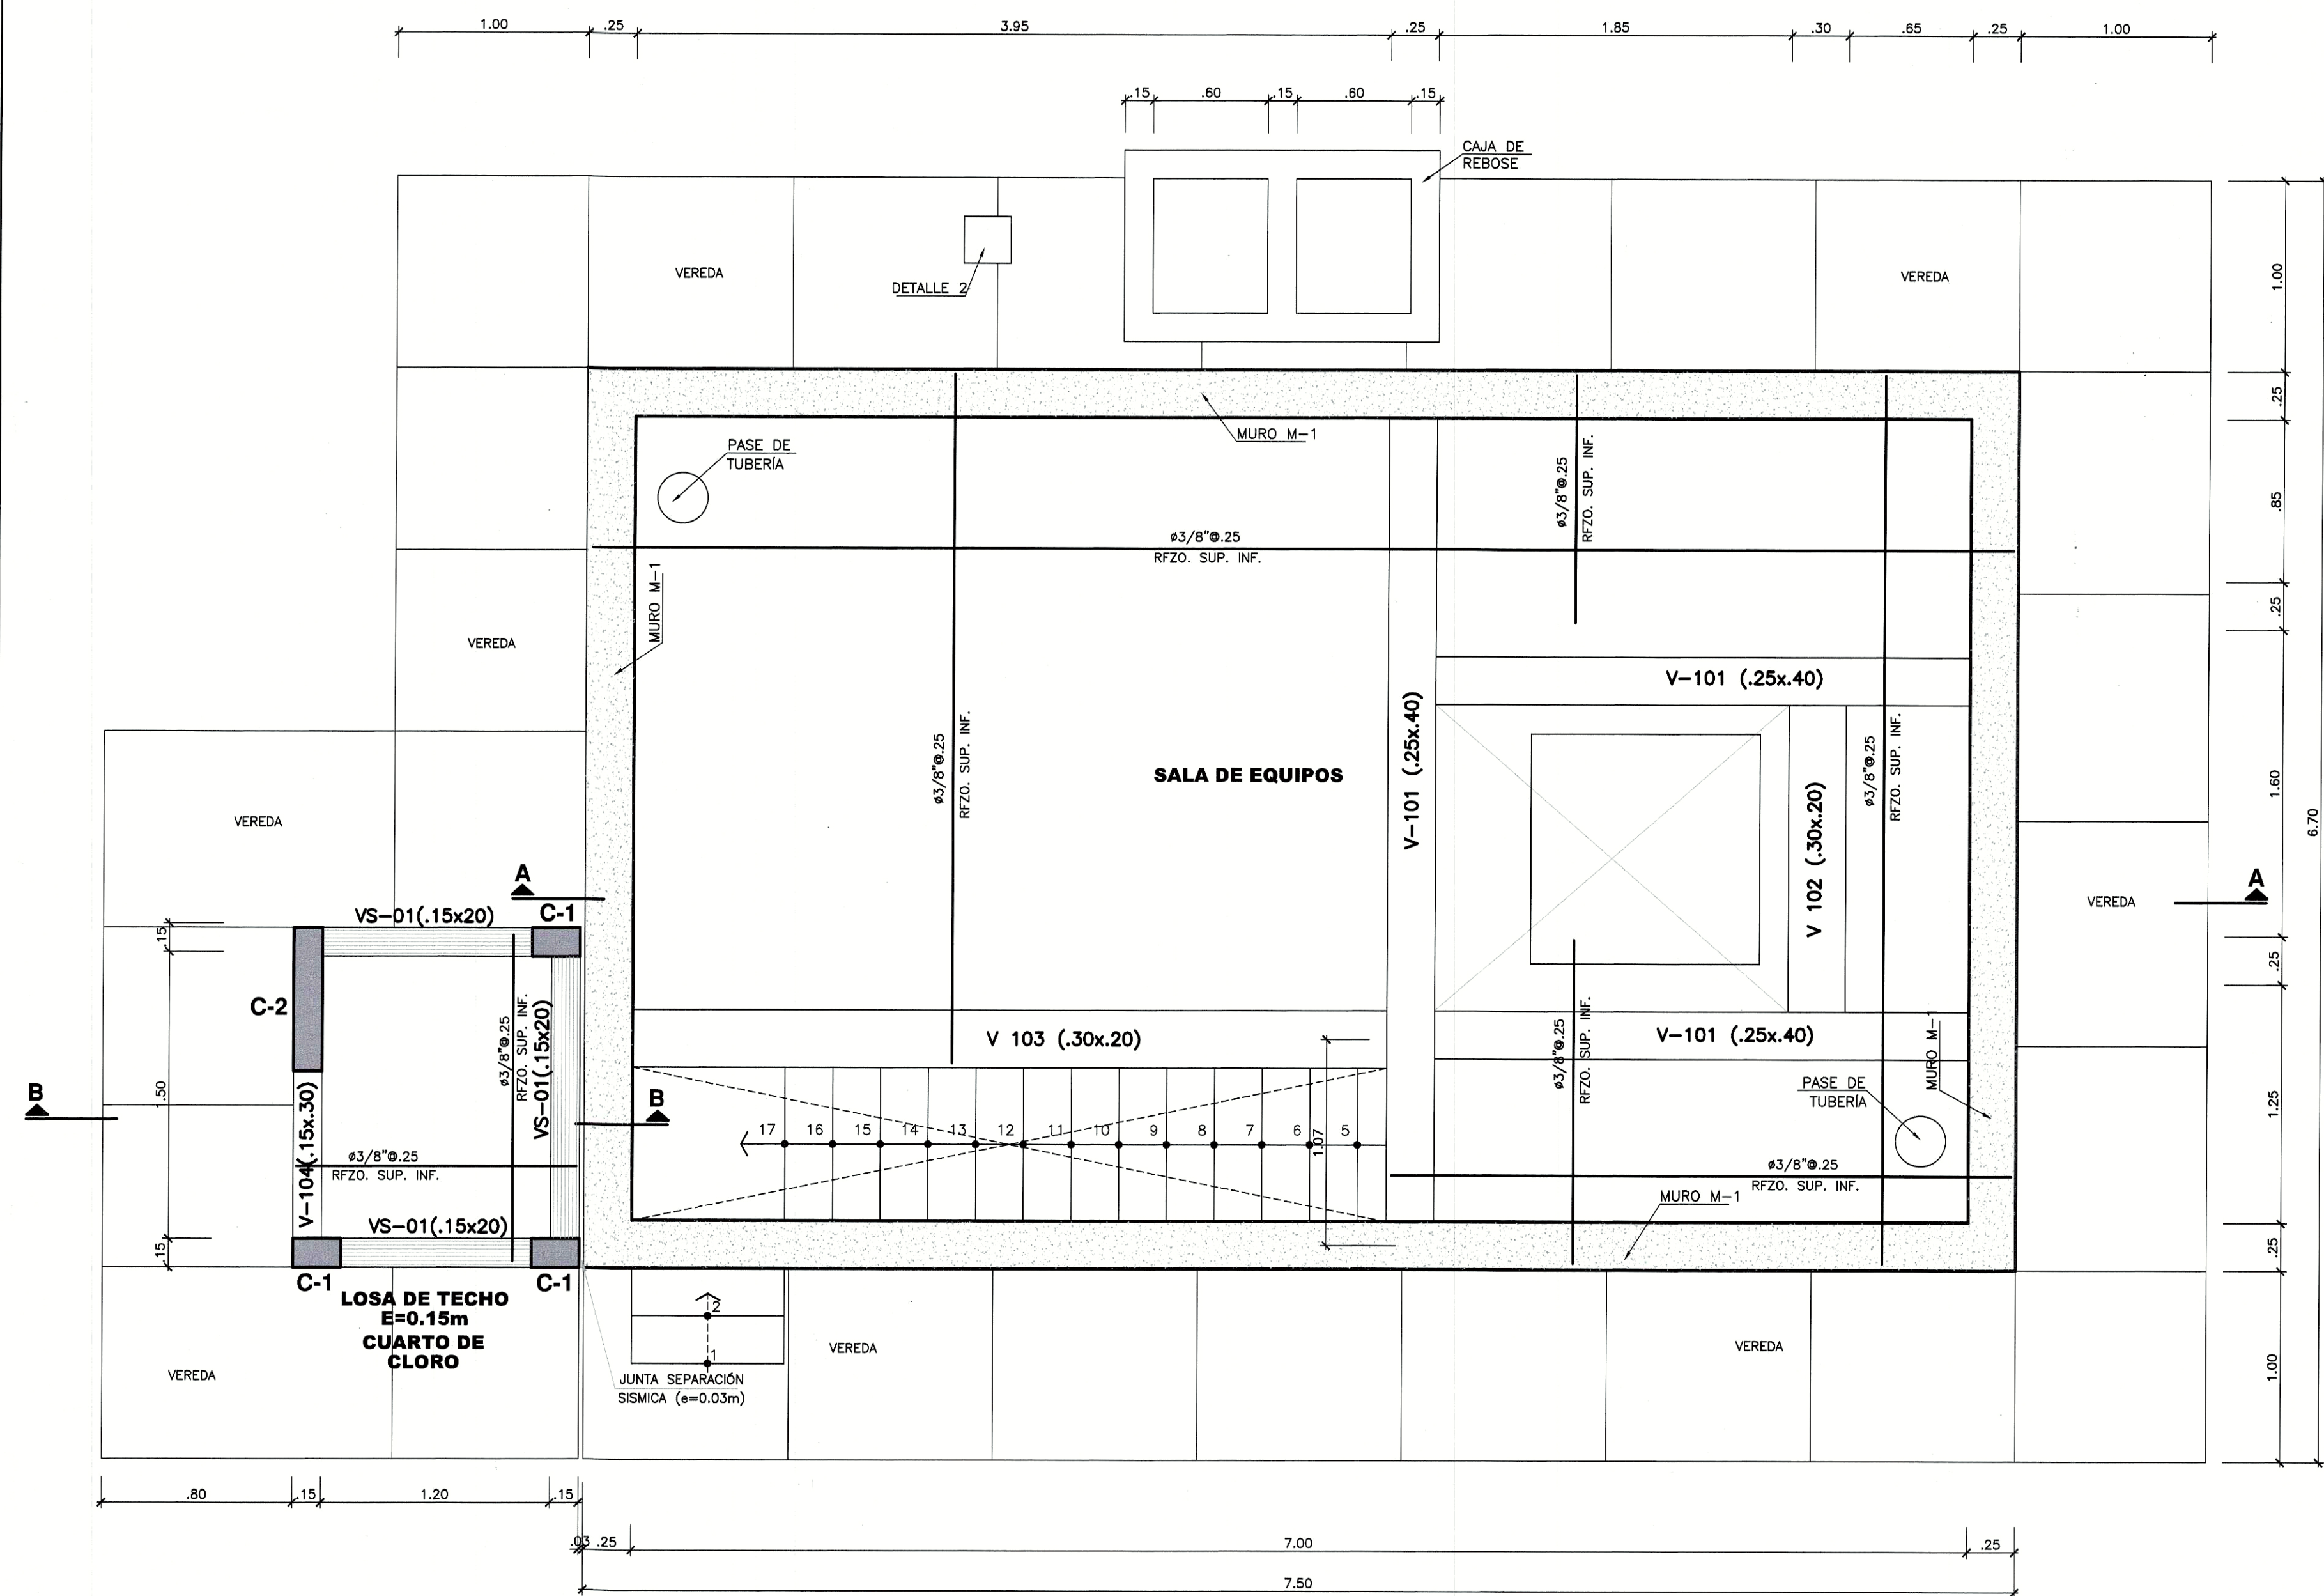 1.00 .25 3.95 .25 1.85 .30 .65 .25 1.00
.15 .60 .15 .60 .15
CAJA DE
REBOSE
VEREDA
DETALLE 2
VEREDA
1.00
.25
.85
.25
1.60
.25
1.25
.25
1.00
6.70
MURO M-1
PASE DE
TUBERÍA
ø3/8"@.25
RFZO. SUP. INF.
ø3/8"@.25
RFZO. SUP. INF.
MURO M-1
VEREDA
V-101 (.25x.40)
V-101 (.25x.40)
ø3/8"@.25
RFZO. SUP. INF.
SALA DE EQUIPOS
V 102 (.30x.20)
ø3/8"@.25
RFZO. SUP. INF.
VEREDA
A
A
VEREDA
VS-01(.15x20)
C-1
.15
C-2
1.50
.15
ø3/8"@.25
RFZO. SUP. INF.
VS-01(.15x20)
V 103 (.30x.20)
V-101 (.25x.40)
ø3/8"@.25
RFZO. SUP. INF.
MURO M-1
PASE DE
TUBERÍA
B
B
17 16 15 14 13 12 11 10 9 8 7 6 5
1.07
V-104(.15x.30)
ø3/8"@.25
RFZO. SUP. INF.
ø3/8"@.25
RFZO. SUP. INF.
MURO M-1
VS-01(.15x20)
C-1
C-1
LOSA DE TECHO
E=0.15m
CUARTO DE
CLORO
VEREDA
2
1
VEREDA
VEREDA
JUNTA SEPARACIÓN
SISMICA (e=0.03m)
.80 .15 1.20 .15
.03 .25 7.00 .25
7.50